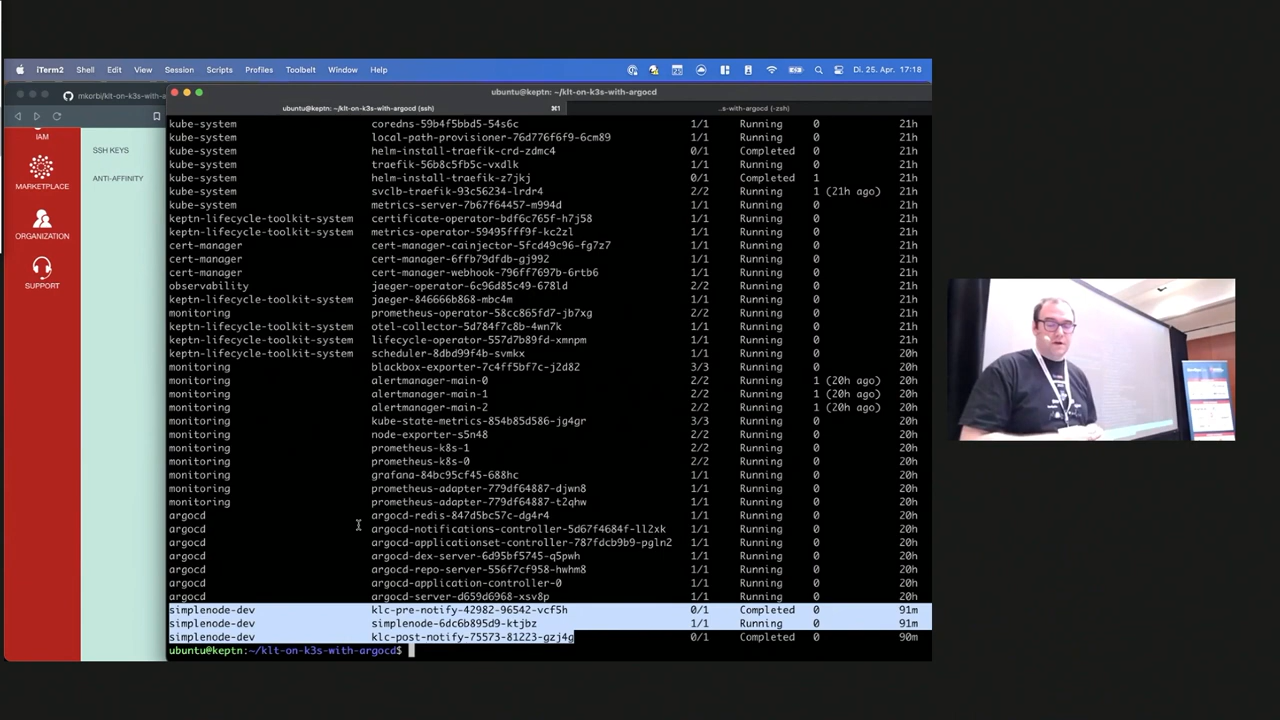 iTerm2 Shell Edit View Session Scripts Profiles Toolbelt Window Help Di. 25. Apr. 17:18
mkorbi/klt-on-k3s-with-a
ubuntu@keptn: ~/klt-on-k3s-with-argocd
ubuntu@keptn: ~/klt-on-k3s-with-argocd (ssh) ⌘1 ..s-with-argocd (-zsh)
IAM
MARKETPLACE
ORGANIZATION
SUPPORT
SSH KEYS
ANTI-AFFINITY
kube-system coredns-59b4f5bbd5-54s6c 1/1 Running 0 21h
kube-system local-path-provisioner-76d776f6f9-6cm89 1/1 Running 0 21h
kube-system helm-install-traefik-crd-zdmc4 0/1 Completed 0 21h
kube-system traefik-56b8c5fb5c-vxdlk 1/1 Running 0 21h
kube-system helm-install-traefik-z7jkj 0/1 Completed 1 21h
kube-system svclb-traefik-93c56234-lrdr4 2/2 Running 1 (21h ago) 21h
kube-system metrics-server-7b67f64457-m994d 1/1 Running 0 21h
keptn-lifecycle-toolkit-system certificate-operator-bdf6c765f-h7j58 1/1 Running 0 21h
keptn-lifecycle-toolkit-system metrics-operator-59495fff9f-kc2zl 1/1 Running 0 21h
cert-manager cert-manager-cainjector-5fcd49c96-fg7z7 1/1 Running 0 21h
cert-manager cert-manager-6ffb79dfdb-gj992 1/1 Running 0 21h
cert-manager cert-manager-webhook-796ff7697b-6rtb6 1/1 Running 0 21h
observability jaeger-operator-6c96d85c49-678ld 2/2 Running 0 21h
keptn-lifecycle-toolkit-system jaeger-846666b868-mbc4m 1/1 Running 0 21h
monitoring prometheus-operator-58cc865fd7-jb7xg 2/2 Running 0 21h
keptn-lifecycle-toolkit-system otel-collector-5d784f7c8b-4wn7k 1/1 Running 0 21h
keptn-lifecycle-toolkit-system lifecycle-operator-557d7b89fd-xmnpm 1/1 Running 0 21h
keptn-lifecycle-toolkit-system scheduler-8dbd99f4b-svmkx 1/1 Running 0 20h
monitoring blackbox-exporter-7c4ff5bf7c-j2d82 3/3 Running 0 20h
monitoring alertmanager-main-0 2/2 Running 1 (20h ago) 20h
monitoring alertmanager-main-1 2/2 Running 1 (20h ago) 20h
monitoring alertmanager-main-2 2/2 Running 1 (20h ago) 20h
monitoring kube-state-metrics-854b85d586-jg4gr 3/3 Running 0 20h
monitoring node-exporter-s5n48 2/2 Running 0 20h
monitoring prometheus-k8s-1 2/2 Running 0 20h
monitoring prometheus-k8s-0 2/2 Running 0 20h
monitoring grafana-84bc95cf45-688hc 1/1 Running 0 20h
monitoring prometheus-adapter-779df64887-djwn8 1/1 Running 0 20h
monitoring prometheus-adapter-779df64887-t2qhw 1/1 Running 0 20h
argocd argocd-redis-847d5bc57c-dg4r4 1/1 Running 0 20h
argocd argocd-notifications-controller-5d67f4684f-ll2xk 1/1 Running 0 20h
argocd argocd-applicationset-controller-787fdcb9b9-pgln2 1/1 Running 0 20h
argocd argocd-dex-server-6d95bf5745-q5pwh 1/1 Running 0 20h
argocd argocd-repo-server-556f7cf958-hwhm8 1/1 Running 0 20h
argocd argocd-application-controller-0 1/1 Running 0 20h
argocd argocd-server-d659d6968-xsv8p 1/1 Running 0 20h
simplenode-dev klc-pre-notify-42982-96542-vcf5h 0/1 Completed 0 91m
simplenode-dev simplenode-6dc6b895d9-ktjbz 1/1 Running 0 91m
simplenode-dev klc-post-notify-75573-81223-gzj4g 0/1 Completed 0 90m
ubuntu@keptn:~/klt-on-k3s-with-argocd$